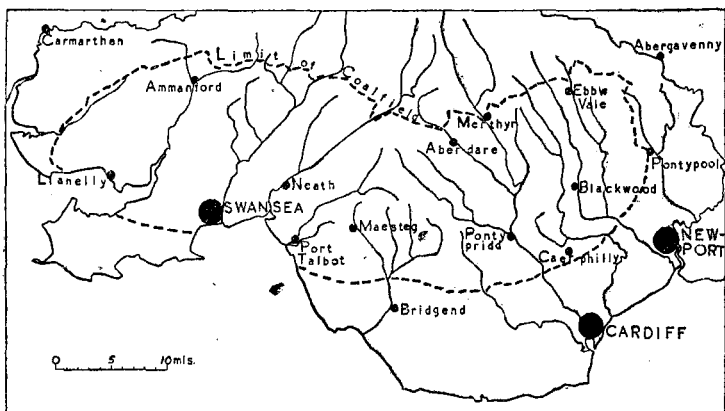 Carmarthen
Abergavenny
Limit of Coalfield
Ammanford
Ebbw
Vale
Merthyr
Aberdare
Pontypool
Llanelly
Neath
Blackwood
SWANSEA
Maesteg
Ponty
pridd
NEW-
PORT
Port
Talbot
Caerphilly
Bridgend
CARDIFF
0 5 10mls.